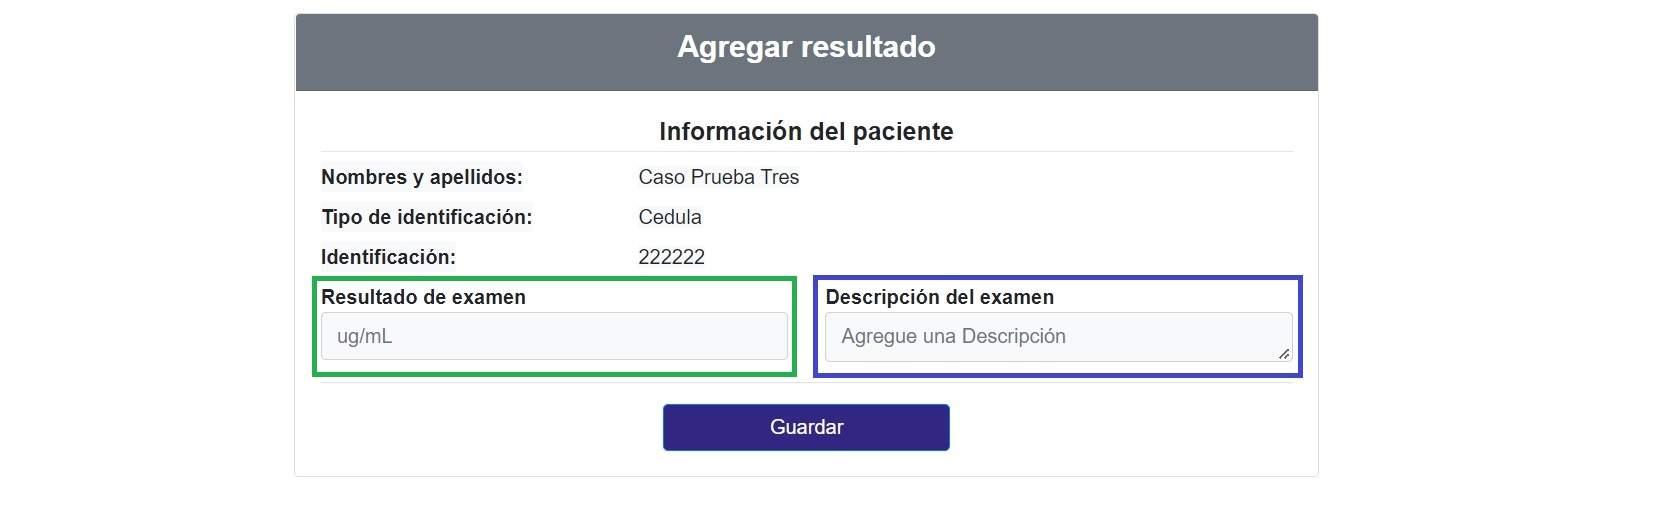 Agregar resultado
Información del paciente
Nombres y apellidos: Caso Prueba Tres
Tipo de identificación: Cedula
Identificación: 222222
Resultado de examen Descripción del examen
ug/mL Agregue una Descripción
Guardar